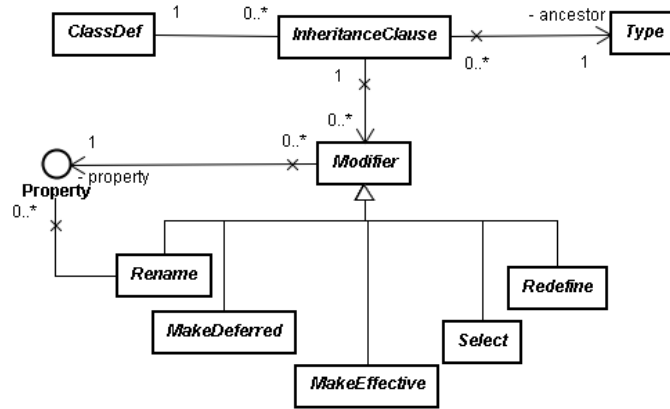 1
0..*
ClassDef
InheritanceClause
- ancestor
Type
0..*
1
1
0..*
1
0..*
Modifier
- property
Property
0..*
Rename
Redefine
MakeDeferred
Select
MakeEffective